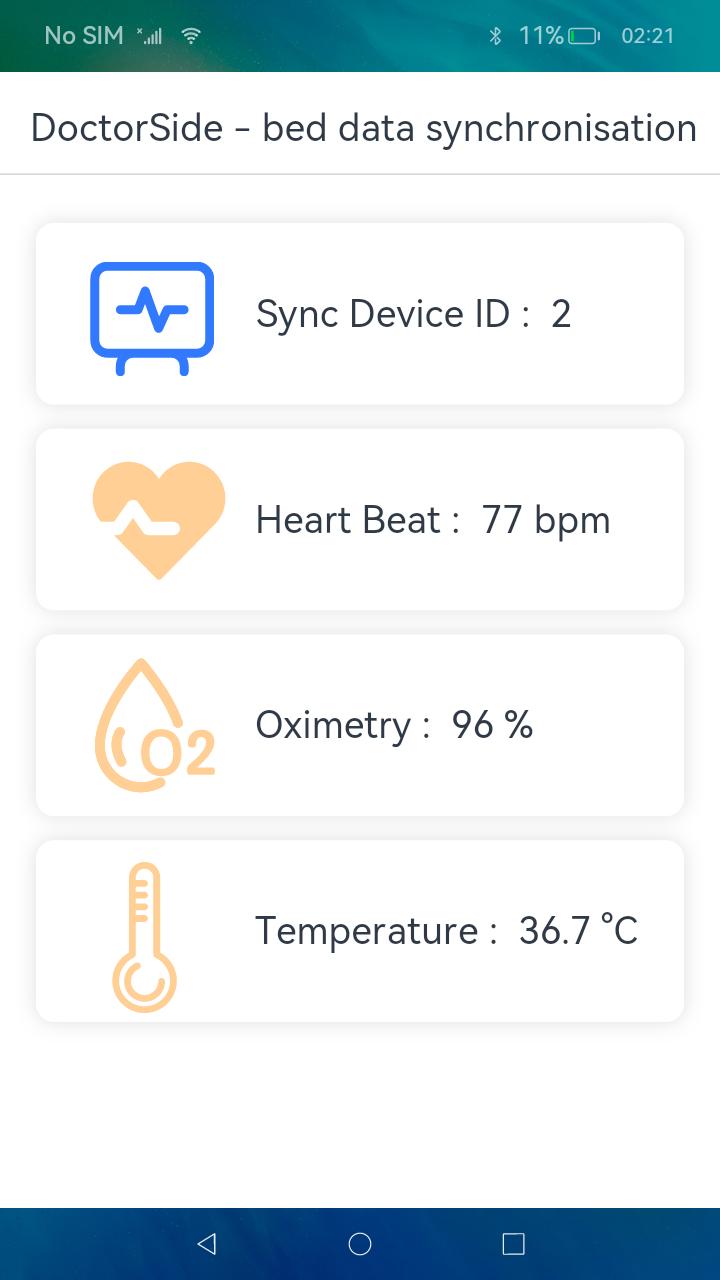 No SIM 11% 02:21
DoctorSide - bed data synchronisation
Sync Device ID : 2
Heart Beat : 77 bpm
O2
Oximetry : 96 %
Temperature : 36.7 °C